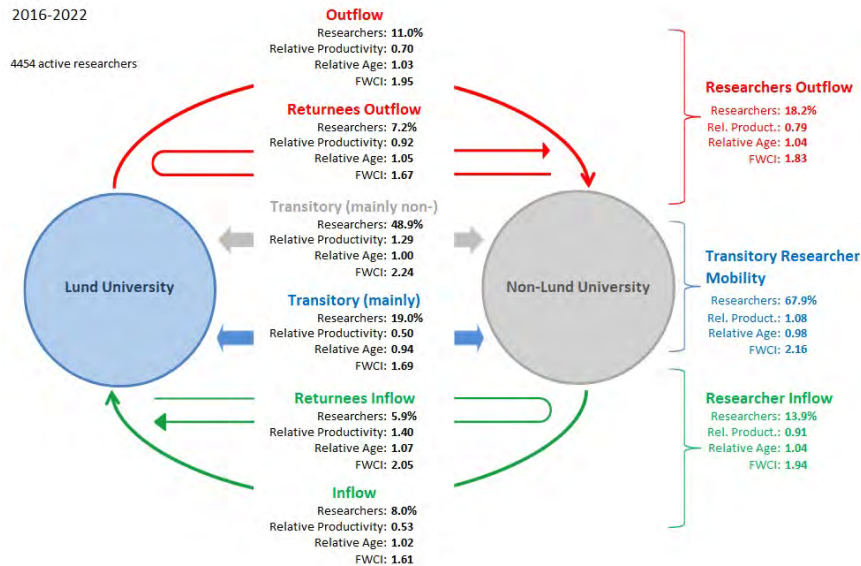 2016-2022
4454 active researchers
Outflow
Researchers: 11.0%
Relative Productivity: 0.70
Relative Age: 1.03
FWCI: 1.95
Returnees Outflow
Researchers: 7.2%
Relative Productivity: 0.92
Relative Age: 1.05
FWCI: 1.67
Transitory (mainly non-)
Researchers: 48.9%
Relative Productivity: 1.29
Relative Age: 1.00
FWCI: 2.24
Lund University
Non-Lund University
Transitory (mainly)
Researchers: 19.0%
Relative Productivity: 0.50
Relative Age: 0.94
FWCI: 1.69
Returnees Inflow
Researchers: 5.9%
Relative Productivity: 1.40
Relative Age: 1.07
FWCI: 2.05
Inflow
Researchers: 8.0%
Relative Productivity: 0.53
Relative Age: 1.02
FWCI: 1.61
Researchers Outflow
Researchers: 18.2%
Rel. Product.: 0.79
Relative Age: 1.04
FWCI: 1.83
Transitory Researcher
Mobility
Researchers: 67.9%
Rel. Product.: 1.08
Relative Age: 0.98
FWCI: 2.16
Researcher Inflow
Researchers: 13.9%
Rel. Product.: 0.91
Relative Age: 1.04
FWCI: 1.94